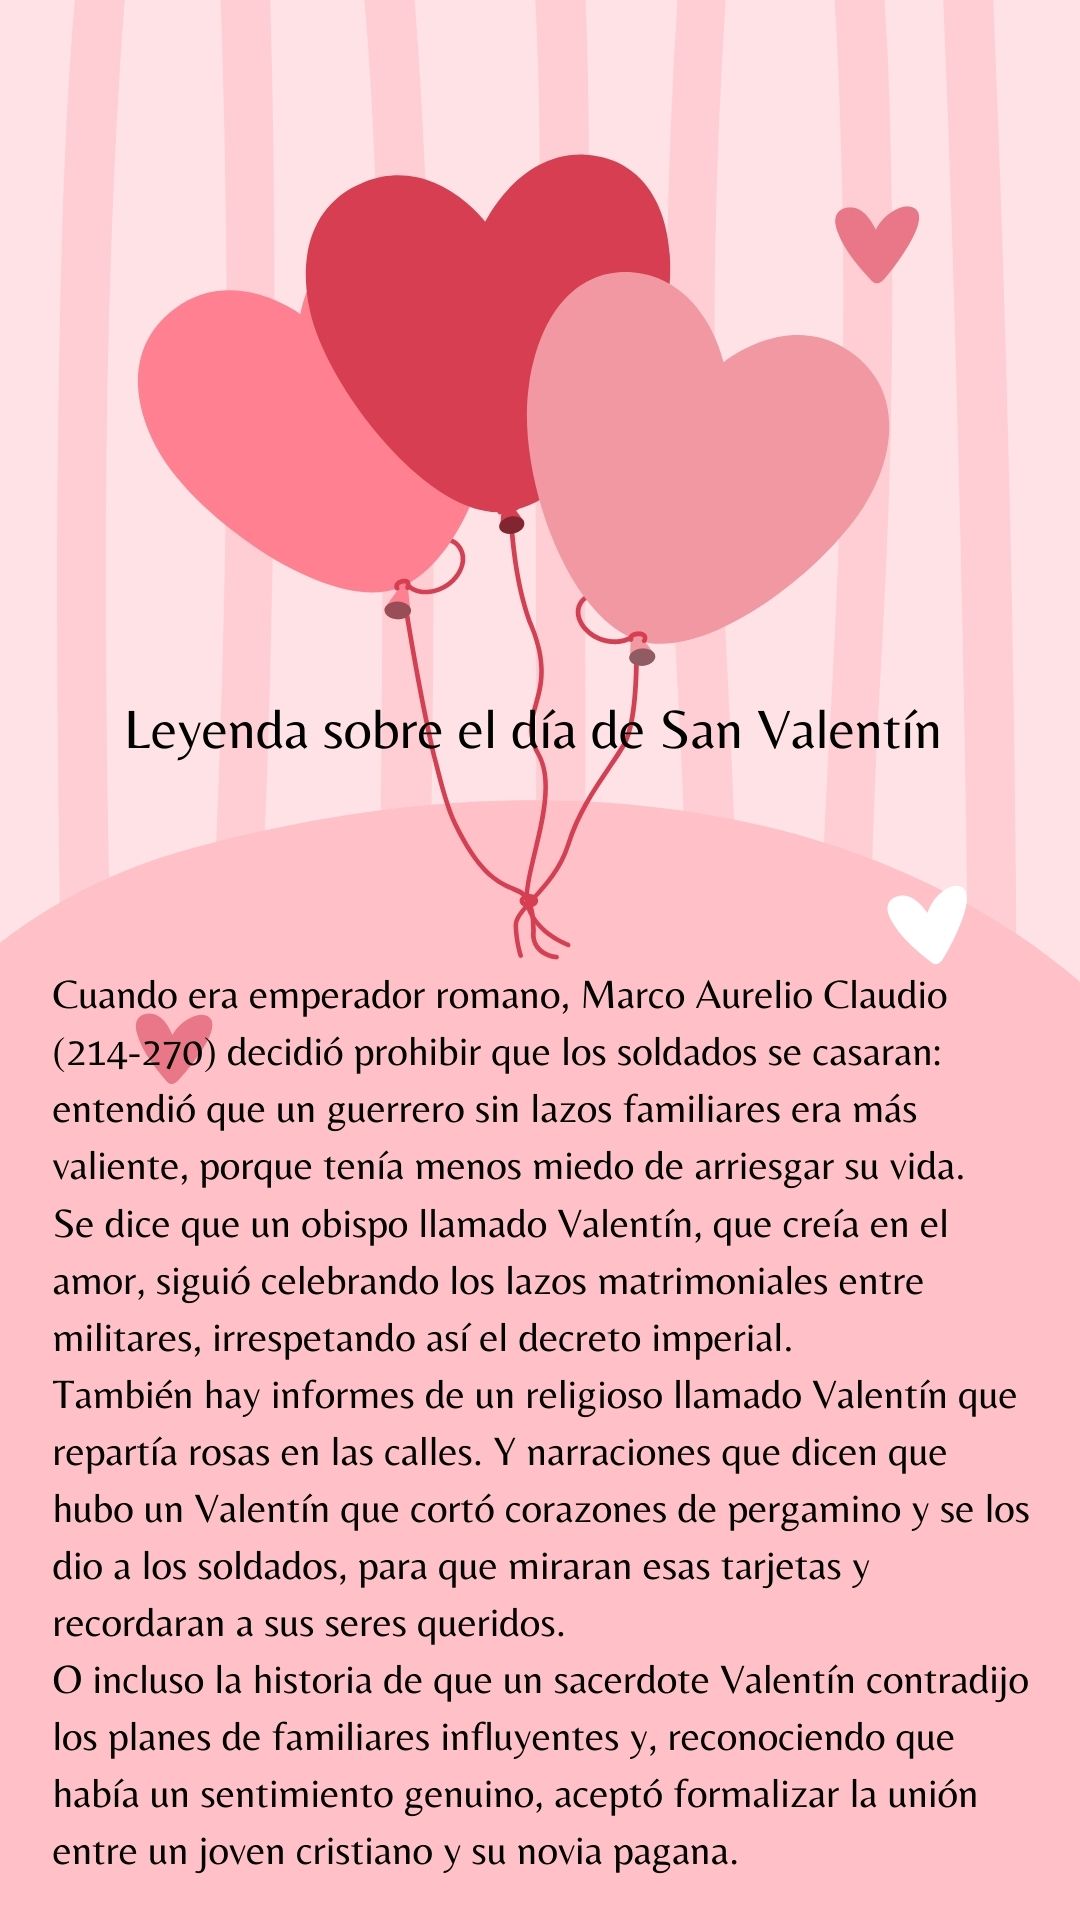 Leyenda sobre el día de San Valentín
Cuando era emperador romano, Marco Aurelio Claudio
(214-270) decidió prohibir que los soldados se casaran:
entendió que un guerrero sin lazos familiares era más
valiente, porque tenía menos miedo de arriesgar su vida.
Se dice que un obispo llamado Valentín, que creía en el
amor, siguió celebrando los lazos matrimoniales entre
militares, irrespetando así el decreto imperial.
También hay informes de un religioso llamado Valentín que
repartía rosas en las calles. Y narraciones que dicen que
hubo un Valentín que cortó corazones de pergamino y se los
dio a los soldados, para que miraran esas tarjetas y
recordaran a sus seres queridos.
O incluso la historia de que un sacerdote Valentín contradijo
los planes de familiares influyentes y, reconociendo que
había un sentimiento genuino, aceptó formalizar la unión
entre un joven cristiano y su novia pagana.